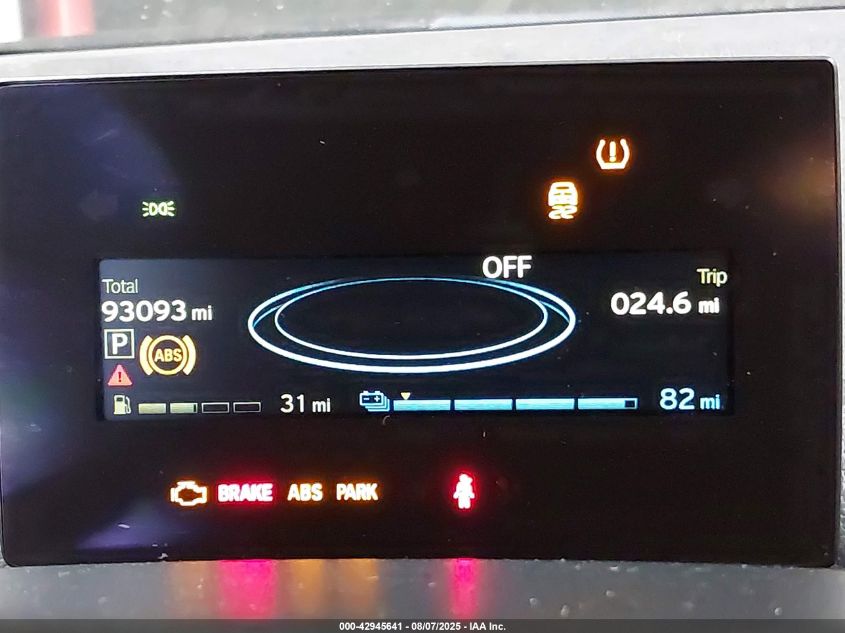 OFF
Total
Trip
93093 mi
024.6 mi
P
ABS
31 mi
82 mi
BRAKE ABS PARK
000-42945641 - 08/07/2025 - IAA Inc.